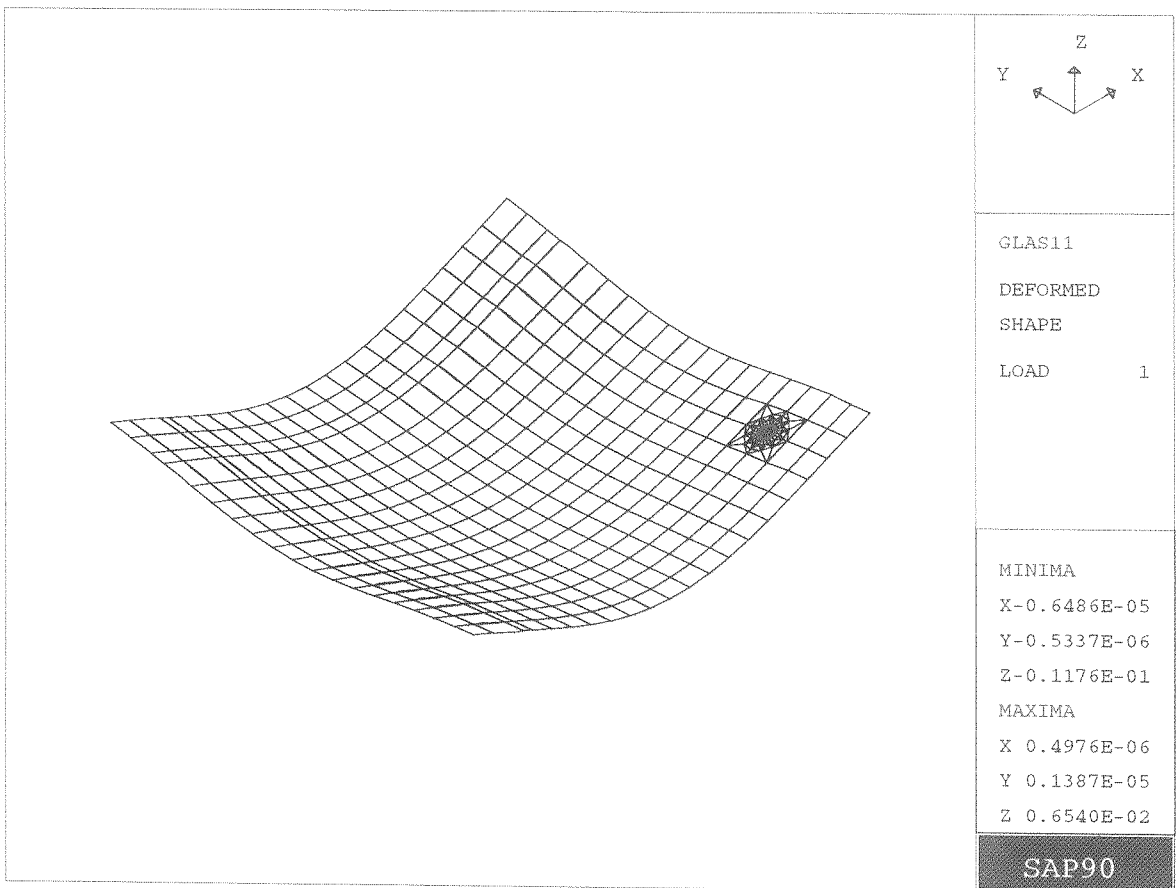 Z
Y X
GLAS11
DEFORMED
SHAPE
LOAD 1
MINIMA
X-0.6486E-05
Y-0.5337E-06
Z-0.1176E-01
MAXIMA
X 0.4976E-06
Y 0.1387E-05
Z 0.6540E-02
SAP90